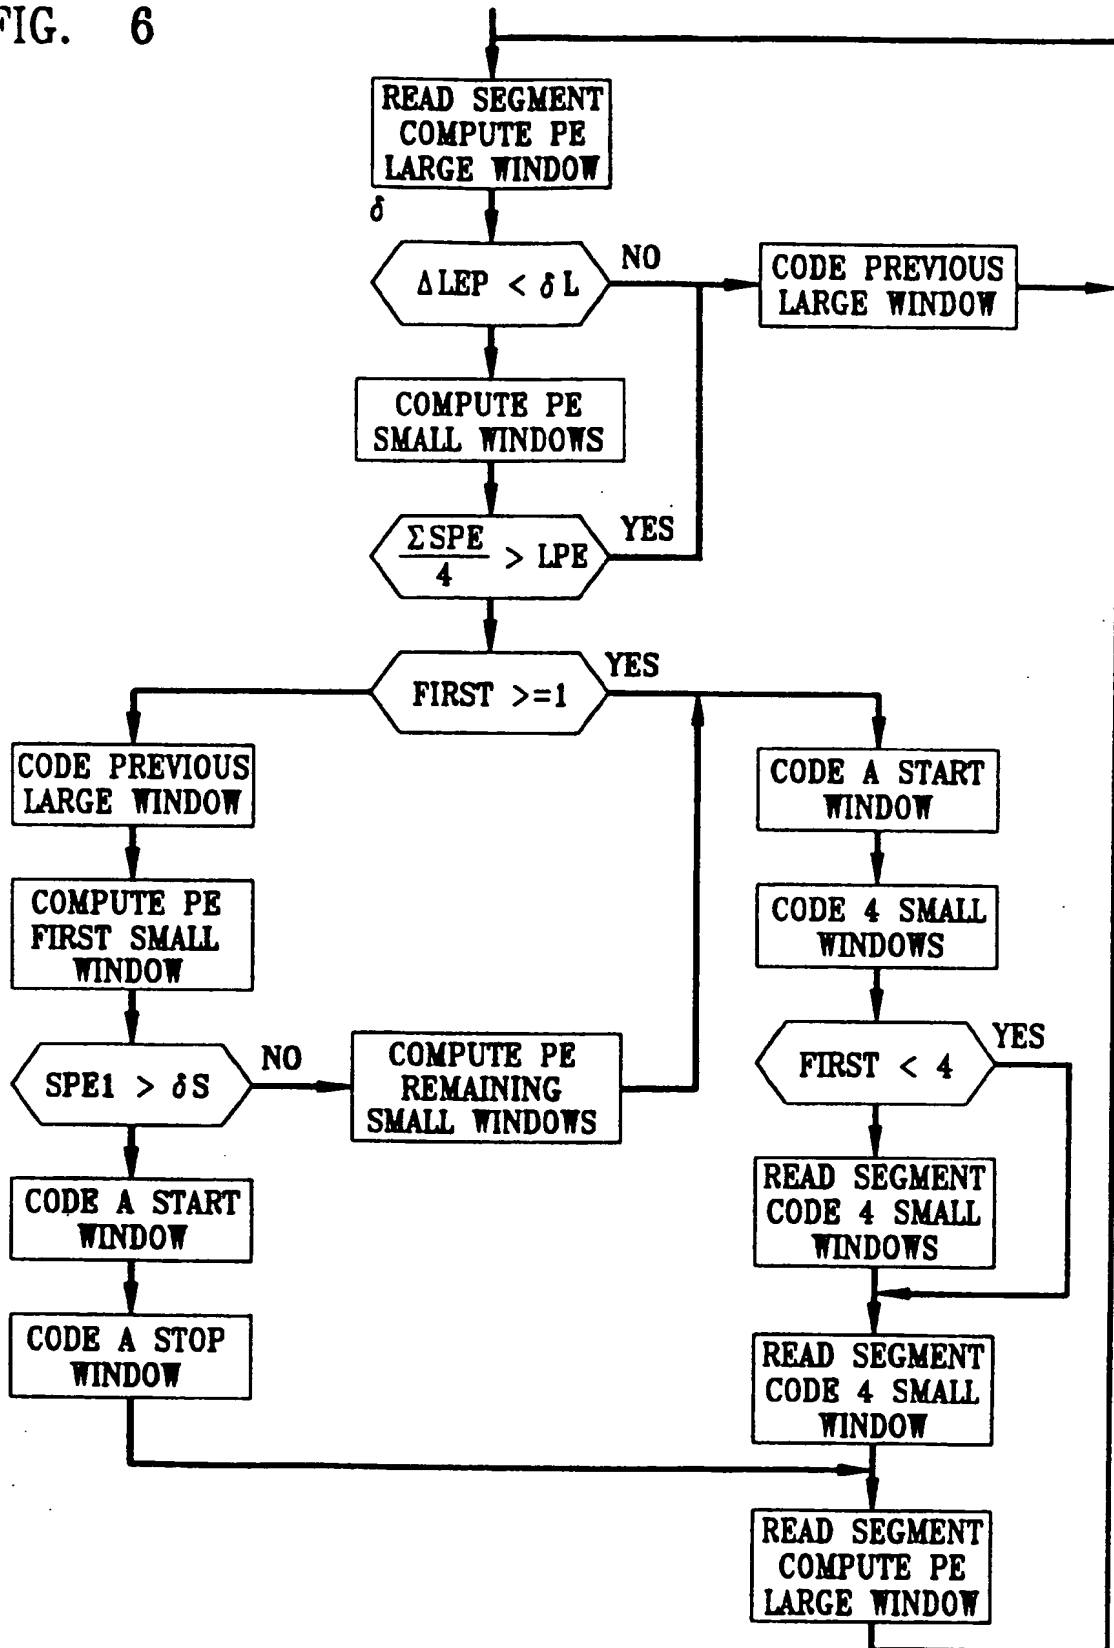 FIG. 6
READ SEGMENT
COMPUTE PE
LARGE WINDOW
δ
ΔLEP < δL
NO
CODE PREVIOUS
LARGE WINDOW
COMPUTE PE
SMALL WINDOWS
ΣSPE
4
> LPE
YES
FIRST >=1
YES
CODE PREVIOUS
LARGE WINDOW
CODE A START
WINDOW
COMPUTE PE
FIRST SMALL
WINDOW
CODE 4 SMALL
WINDOWS
SPE1 > δS
NO
COMPUTE PE
REMAINING
SMALL WINDOWS
FIRST < 4
YES
CODE A START
WINDOW
READ SEGMENT
CODE 4 SMALL
WINDOWS
CODE A STOP
WINDOW
READ SEGMENT
CODE 4 SMALL
WINDOW
READ SEGMENT
COMPUTE PE
LARGE WINDOW